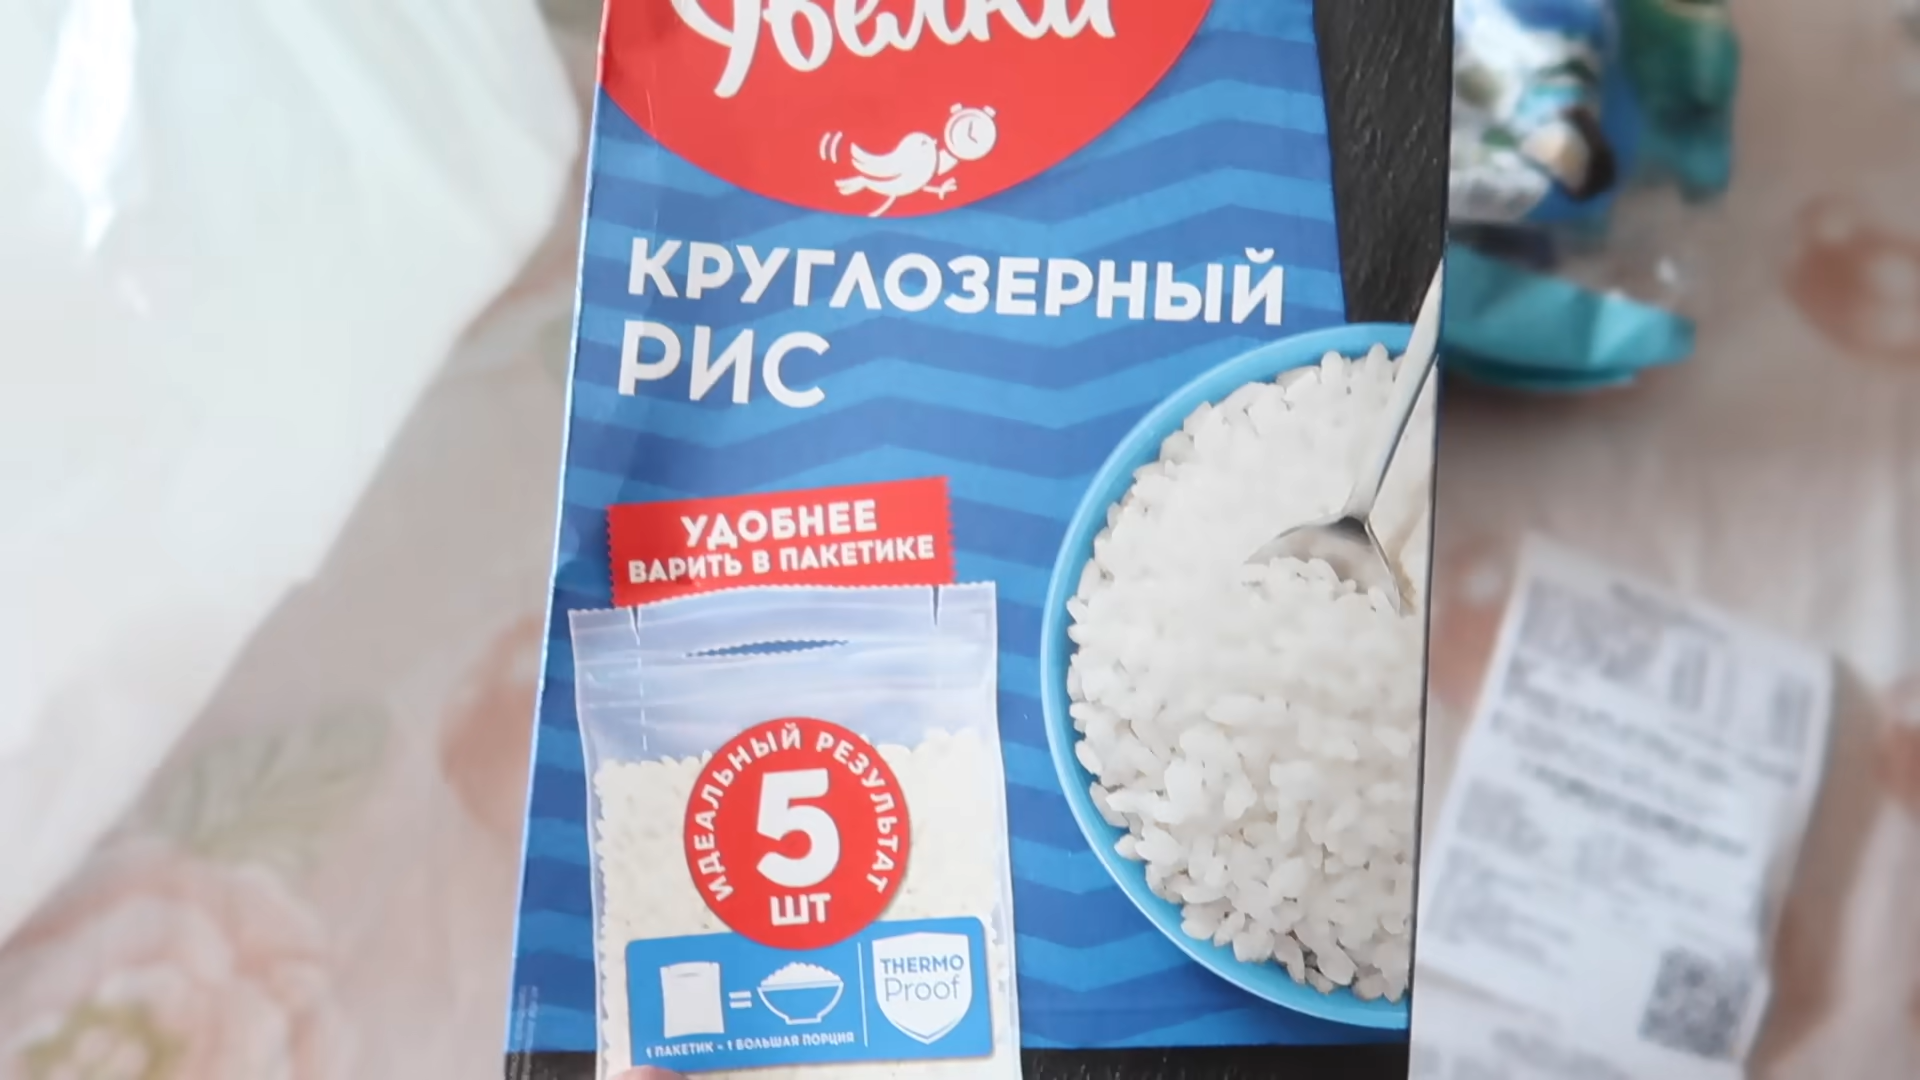 Увелка
КРУГЛОЗЕРНЫЙ
РИС
УДОБНЕЕ
ВАРИТЬ В ПАКЕТИКЕ
ИДЕАЛЬНЫЙ РЕЗУЛЬТАТ
5
ШТ
=
THERMO
Proof
1 ПАКЕТИК = 1 БОЛЬШАЯ ПОРЦИЯ